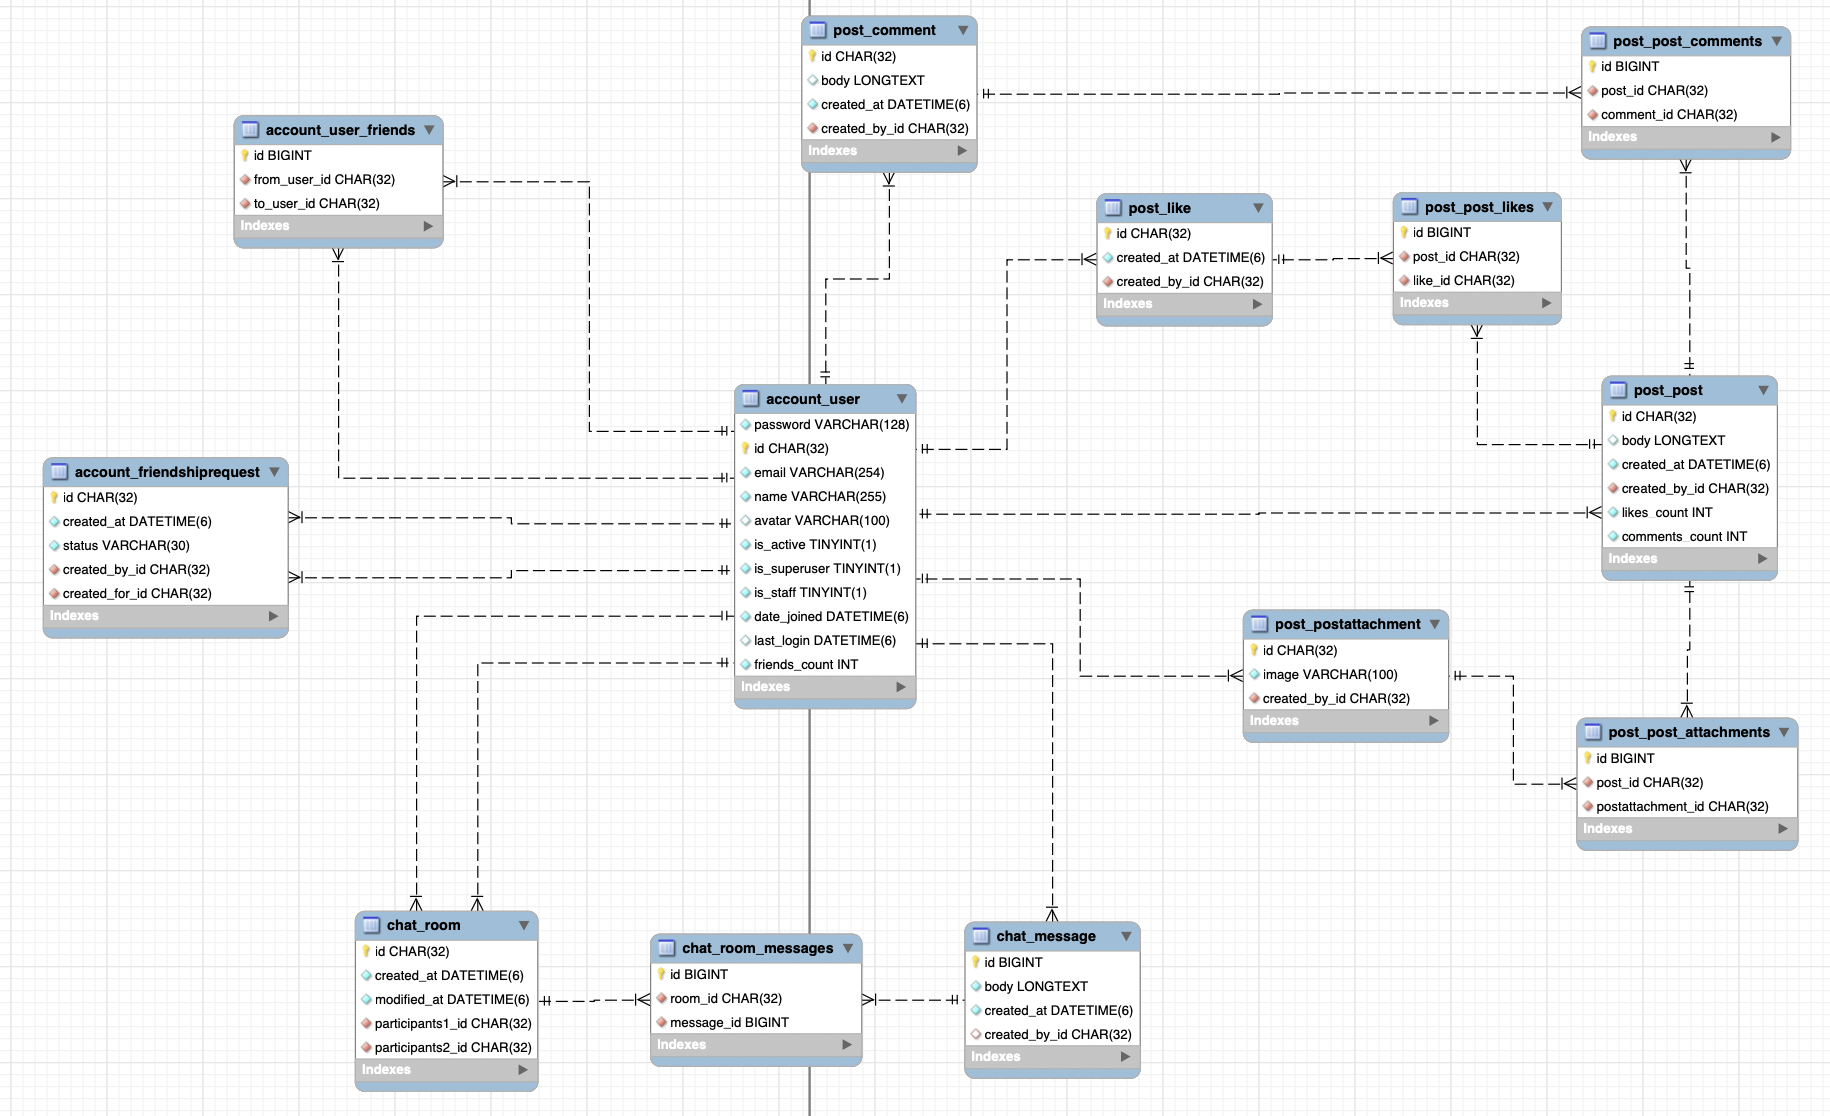 post_comment
id CHAR(32)
body LONGTEXT
created_at DATETIME(6)
created_by_id CHAR(32)
Indexes
post_post_comments
id BIGINT
post_id CHAR(32)
comment_id CHAR(32)
Indexes
account_user_friends
id BIGINT
from_user_id CHAR(32)
to_user_id CHAR(32)
Indexes
post_like
id CHAR(32)
created_at DATETIME(6)
created_by_id CHAR(32)
Indexes
post_post_likes
id BIGINT
post_id CHAR(32)
like_id CHAR(32)
Indexes
account_user
password VARCHAR(128)
id CHAR(32)
email VARCHAR(254)
name VARCHAR(255)
avatar VARCHAR(100)
is_active TINYINT(1)
is_superuser TINYINT(1)
is_staff TINYINT(1)
date_joined DATETIME(6)
last_login DATETIME(6)
friends_count INT
Indexes
post_post
id CHAR(32)
body LONGTEXT
created_at DATETIME(6)
created_by_id CHAR(32)
likes_count INT
comments_count INT
Indexes
account_friendshiprequest
id CHAR(32)
created_at DATETIME(6)
status VARCHAR(30)
created_by_id CHAR(32)
created_for_id CHAR(32)
Indexes
post_postattachment
id CHAR(32)
image VARCHAR(100)
created_by_id CHAR(32)
Indexes
post_post_attachments
id BIGINT
post_id CHAR(32)
postattachment_id CHAR(32)
Indexes
chat_room
id CHAR(32)
created_at DATETIME(6)
modified_at DATETIME(6)
participants1_id CHAR(32)
participants2_id CHAR(32)
Indexes
chat_room_messages
id BIGINT
room_id CHAR(32)
message_id BIGINT
Indexes
chat_message
id BIGINT
body LONGTEXT
created_at DATETIME(6)
created_by_id CHAR(32)
Indexes